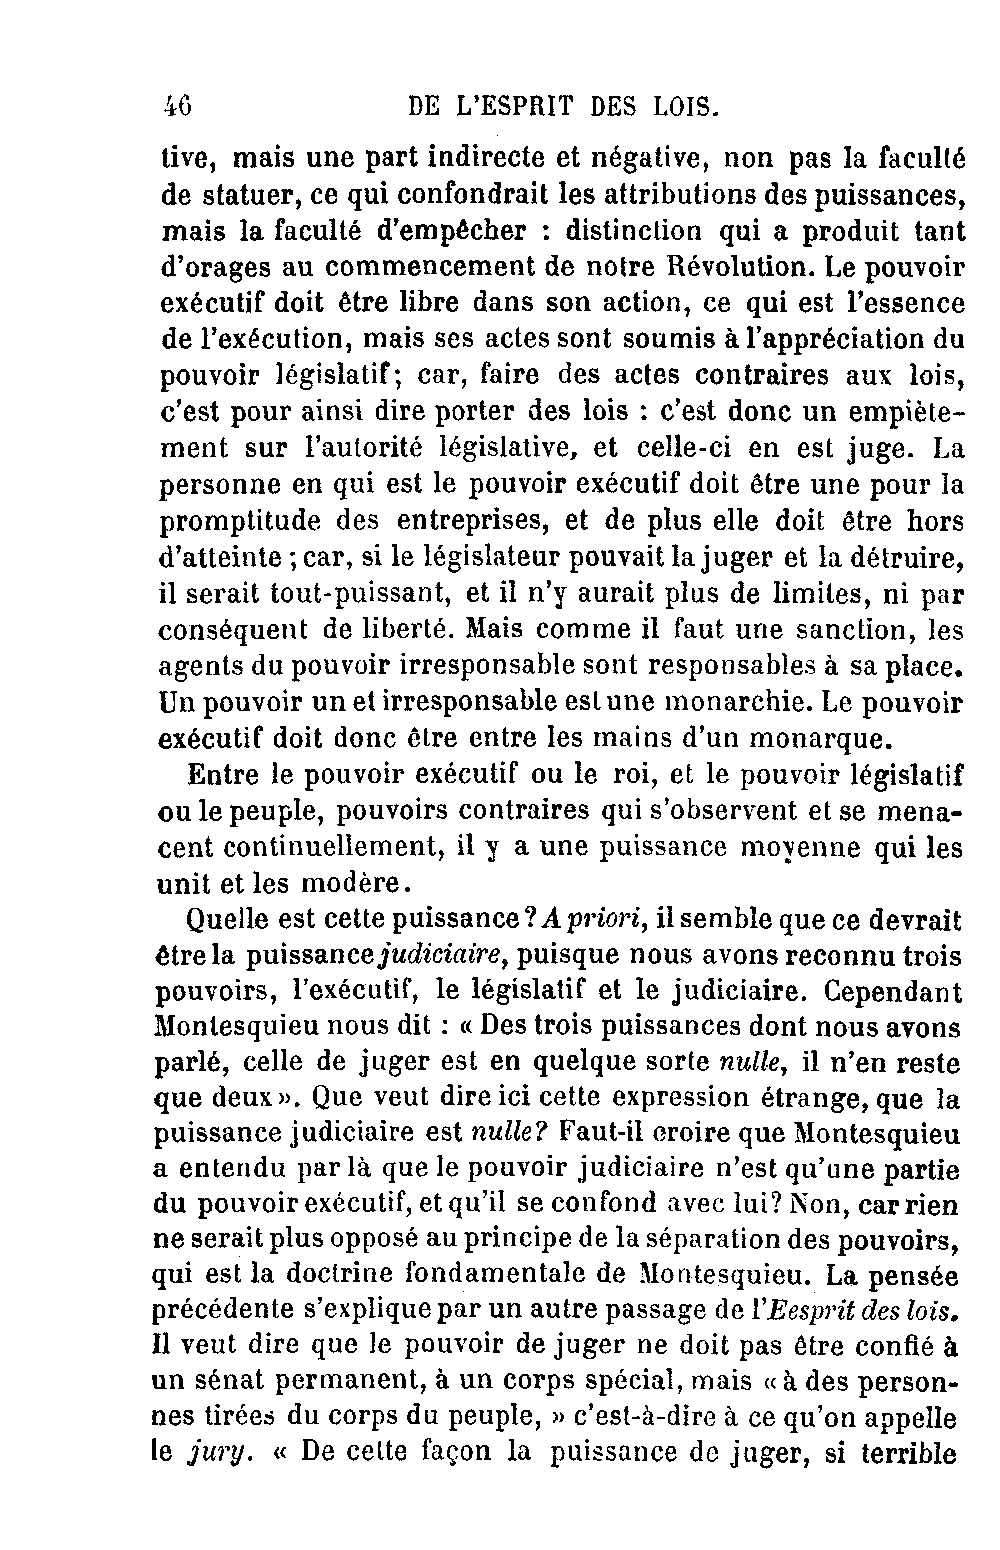 46 DE L'ESPRIT DES LOIS.
tive, mais une part indirecte et négative, non pas la faculté
de statuer, ce qui confondrait les attributions des puissances,
mais la faculté d'empêcher : distinction qui a produit tant
d'orages au commencement de notre Révolution. Le pouvoir
exécutif doit être libre dans son action, ce qui est l'essence
de l'exécution, mais ses actes sont soumis à l'appréciation du
pouvoir législatif; car, faire des actes contraires aux lois,
c'est pour ainsi dire porter des lois : c'est donc un empiète-
ment sur l'autorité législative, et celle-ci en est juge. La
personne en qui est le pouvoir exécutif doit être une pour la
promptitude des entreprises, et de plus elle doit être hors
d'atteinte ; car, si le législateur pouvait la juger et la détruire,
il serait tout-puissant, et il n'y aurait plus de limites, ni par
conséquent de liberté. Mais comme il faut une sanction, les
agents du pouvoir irresponsable sont responsables à sa place.
Un pouvoir un et irresponsable est une monarchie. Le pouvoir
exécutif doit donc être entre les mains d'un monarque.
Entre le pouvoir exécutif ou le roi, et le pouvoir législatif
ou le peuple, pouvoirs contraires qui s'observent et se mena-
cent continuellement, il y a une puissance moyenne qui les
unit et les modère.
Quelle est cette puissance ? A priori, il semble que ce devrait
être la puissance judiciaire, puisque nous avons reconnu trois
pouvoirs, l'exécutif, le législatif et le judiciaire. Cependant
Montesquieu nous dit : « Des trois puissances dont nous avons
parlé, celle de juger est en quelque sorte nulle, il n'en reste
que deux ». Que veut dire ici cette expression étrange, que la
puissance judiciaire est nulle? Faut-il croire que Montesquieu
a entendu par là que le pouvoir judiciaire n'est qu'une partie
du pouvoir exécutif, et qu'il se confond avec lui? Non, car rien
ne serait plus opposé au principe de la séparation des pouvoirs,
qui est la doctrine fondamentale de Montesquieu. La pensée
précédente s'explique par un autre passage de l'Eesprit des lois.
Il veut dire que le pouvoir de juger ne doit pas être confié à
un sénat permanent, à un corps spécial, mais « à des person-
nes tirées du corps du peuple, » c'est-à-dire à ce qu'on appelle
le jury. « De cette façon la puissance de juger, si terrible